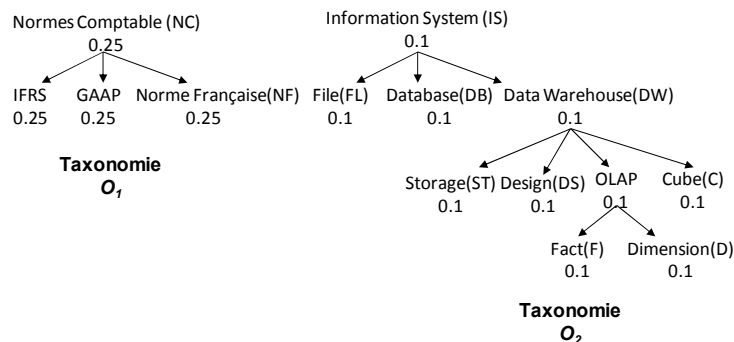 Normes Comptable (NC)
0.25
IFRS GAAP Norme Française(NF)
0.25 0.25 0.25
Taxonomie
O1
Information System (IS)
0.1
File(FL) Database(DB) Data Warehouse(DW)
0.1 0.1 0.1
Storage(ST) Design(DS) OLAP Cube(C)
0.1 0.1 0.1 0.1
Fact(F) Dimension(D)
0.1 0.1
Taxonomie
O2